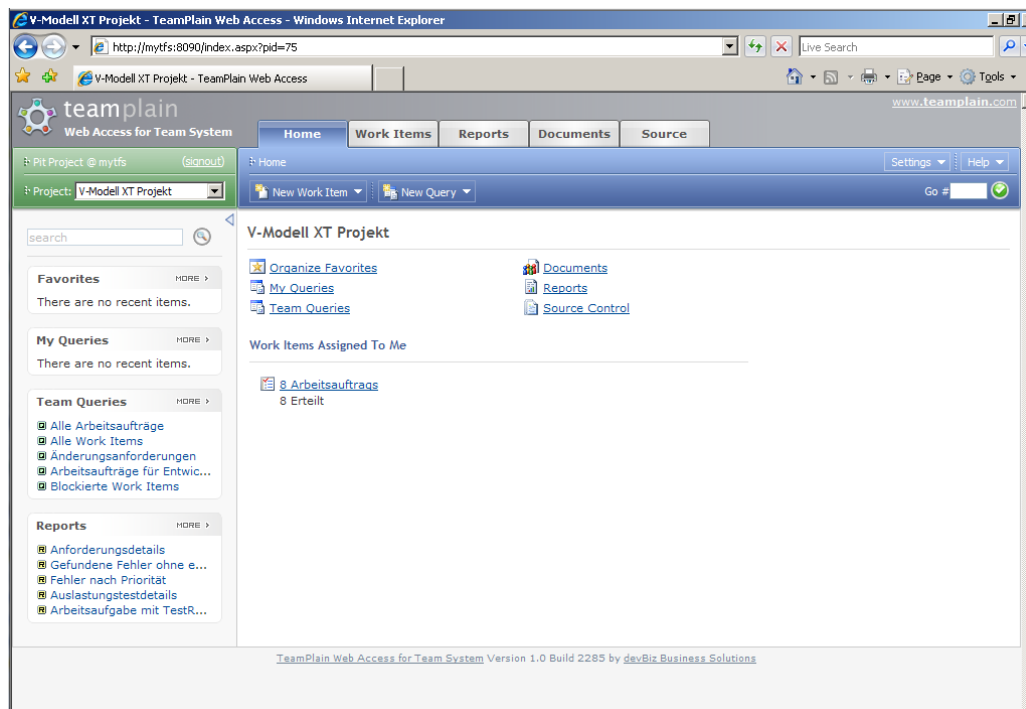 V-Modell XT Projekt - TeamPlain Web Access - Windows Internet Explorer
http://mytfs:8090/index.aspx?pid=75
Live Search
V-Modell XT Projekt - TeamPlain Web Access
Page
Tools
teamplain
Web Access for Team System
www.teamplain.com
Home
Work Items
Reports
Documents
Source
Pit Project @ mytfs
(signout)
Home
Settings
Help
Project:
V-Modell XT Projekt
New Work Item
New Query
Go #
search
V-Modell XT Projekt
Organize Favorites
My Queries
Team Queries
Documents
Reports
Source Control
Work Items Assigned To Me
8 Arbeitsauftrags
8 Erteilt
Favorites
MORE >
There are no recent items.
My Queries
MORE >
There are no recent items.
Team Queries
MORE >
Alle Arbeitsaufträge
Alle Work Items
Änderungsanforderungen
Arbeitsaufträge für Entwic...
Blockierte Work Items
Reports
MORE >
Anforderungsdetails
Gefundene Fehler ohne e...
Fehler nach Priorität
Auslastungstestdetails
Arbeitsaufgabe mit TestR...
TeamPlain Web Access for Team System Version 1.0 Build 2285 by devBiz Business Solutions